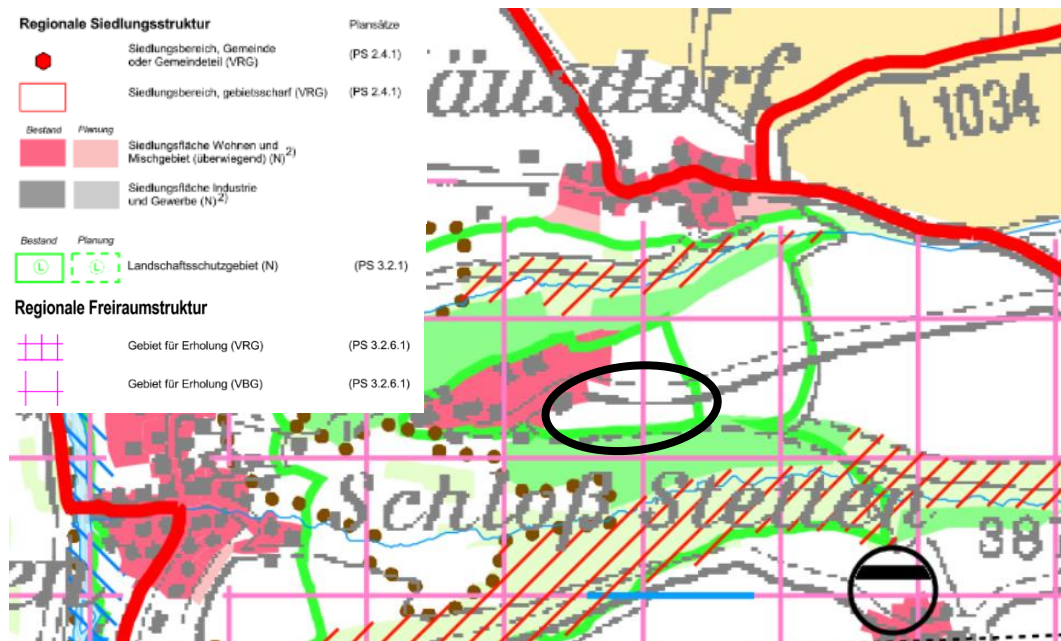 Regionale Siedlungsstruktur
Plansätze
Siedlungsbereich, Gemeinde
oder Gemeindeteil (VRG)
(PS 2.4.1)
Siedlungsbereich, gebietsscharf (VRG)
(PS 2.4.1)
Bestand
Planung
Siedlungsfläche Wohnen und
Mischgebiet (überwiegend) (N)2)
Siedlungsfläche Industrie
und Gewerbe (N)2)
Bestand
Planung
L
L
Landschaftsschutzgebiet (N)
(PS 3.2.1)
Regionale Freiraumstruktur
Gebiet für Erholung (VRG)
(PS 3.2.6.1)
Gebiet für Erholung (VBG)
(PS 3.2.6.1)
äusdorf
L 1034
Schloß Stetten
38